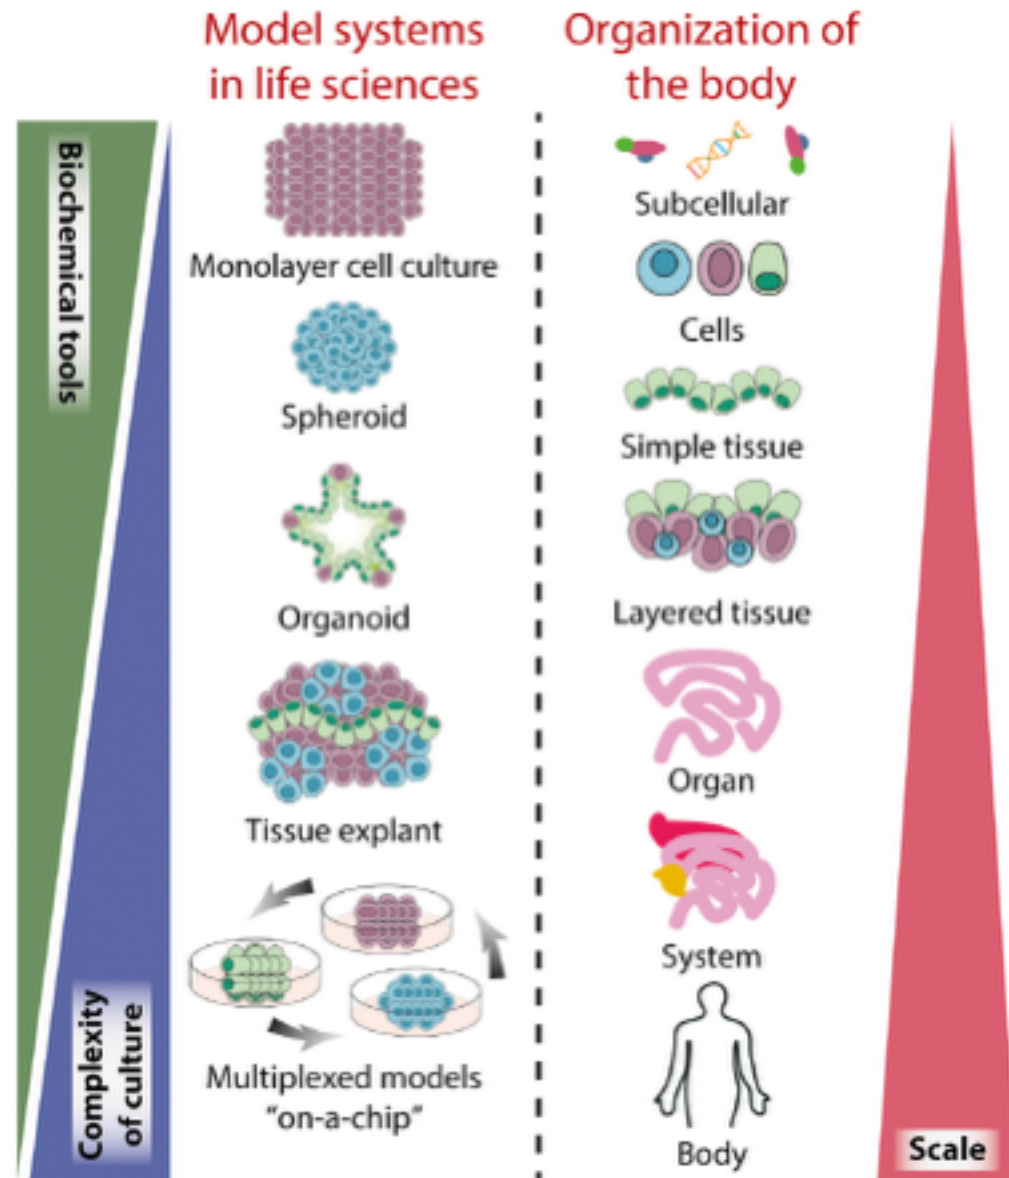 Model systems
in life sciences
Organization of
the body
Biochemical tools
Complexity
of culture
Monolayer cell culture
Spheroid
Organoid
Tissue explant
Multiplexed models
"on-a-chip"
Subcellular
Cells
Simple tissue
Layered tissue
Organ
System
Body
Scale